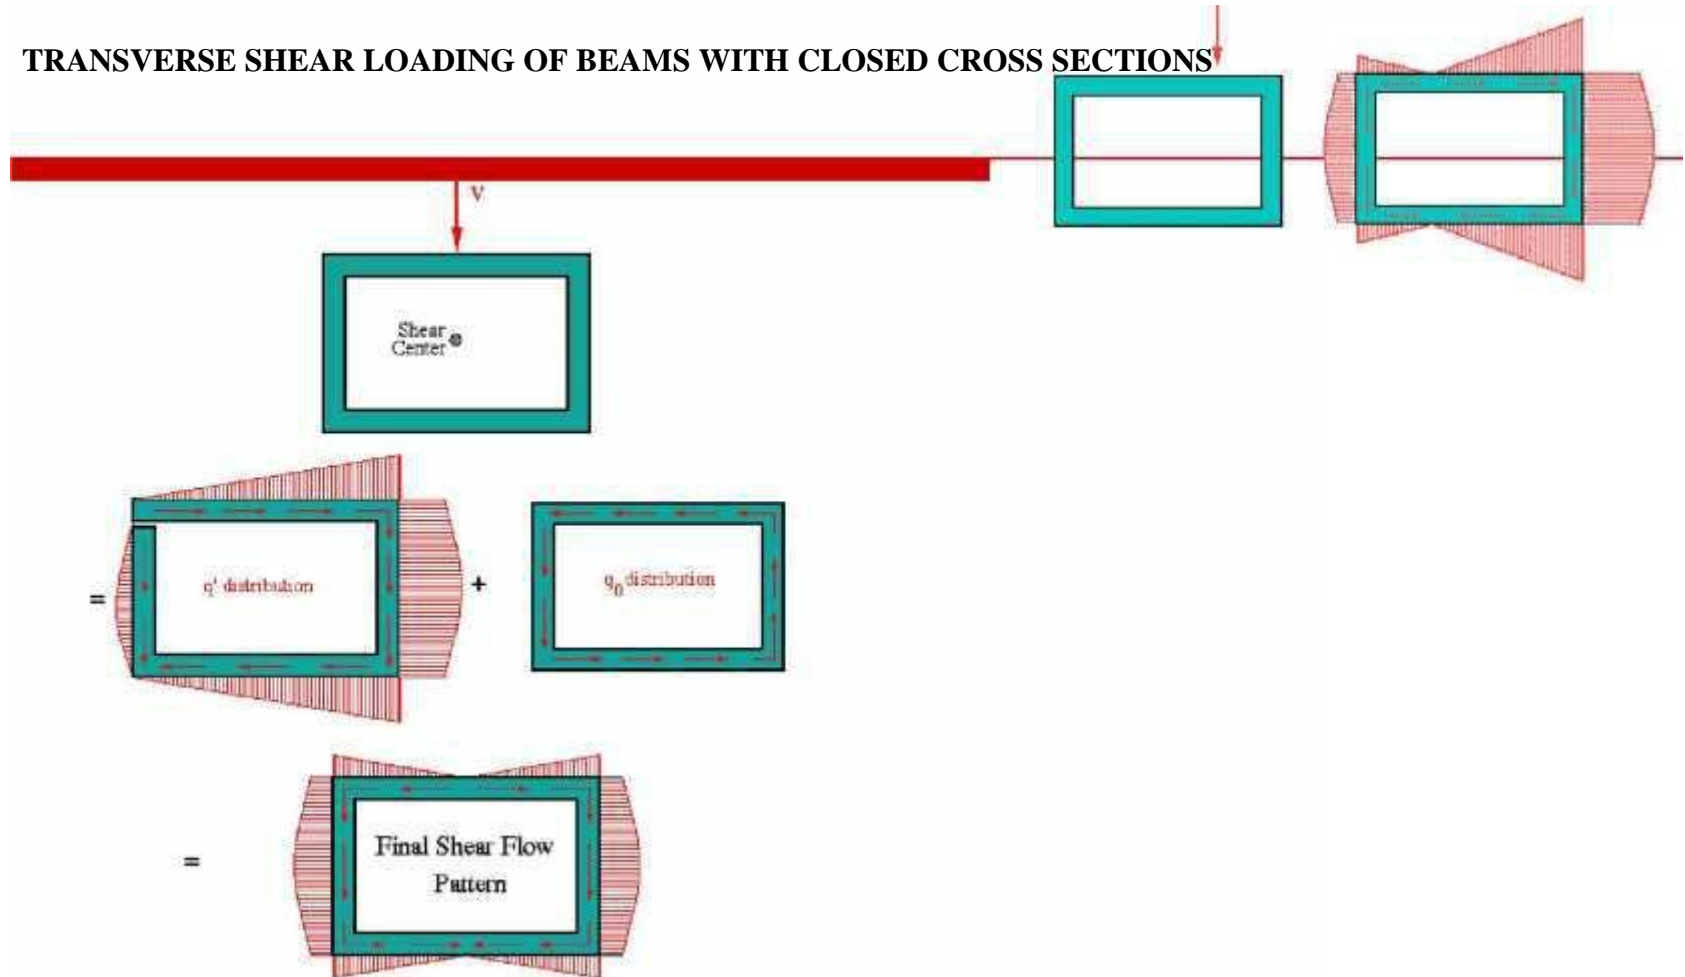 TRANSVERSE SHEAR LOADING OF BEAMS WITH CLOSED CROSS SECTIONS
V
Shear
Center
q' distribution
+
q0 distribution
=
=
Final Shear Flow
Pattern